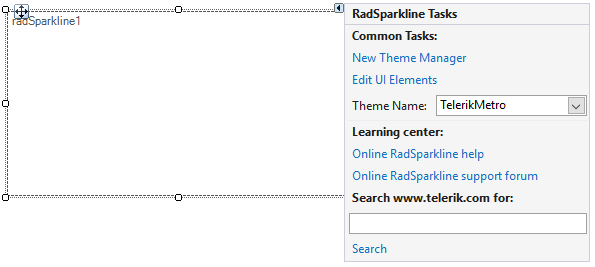 radSparkline1
RadSparkline Tasks
Common Tasks:
New Theme Manager
Edit UI Elements
Theme Name: TelerikMetro
Learning center:
Online RadSparkline help
Online RadSparkline support forum
Search www.telerik.com for:
Search